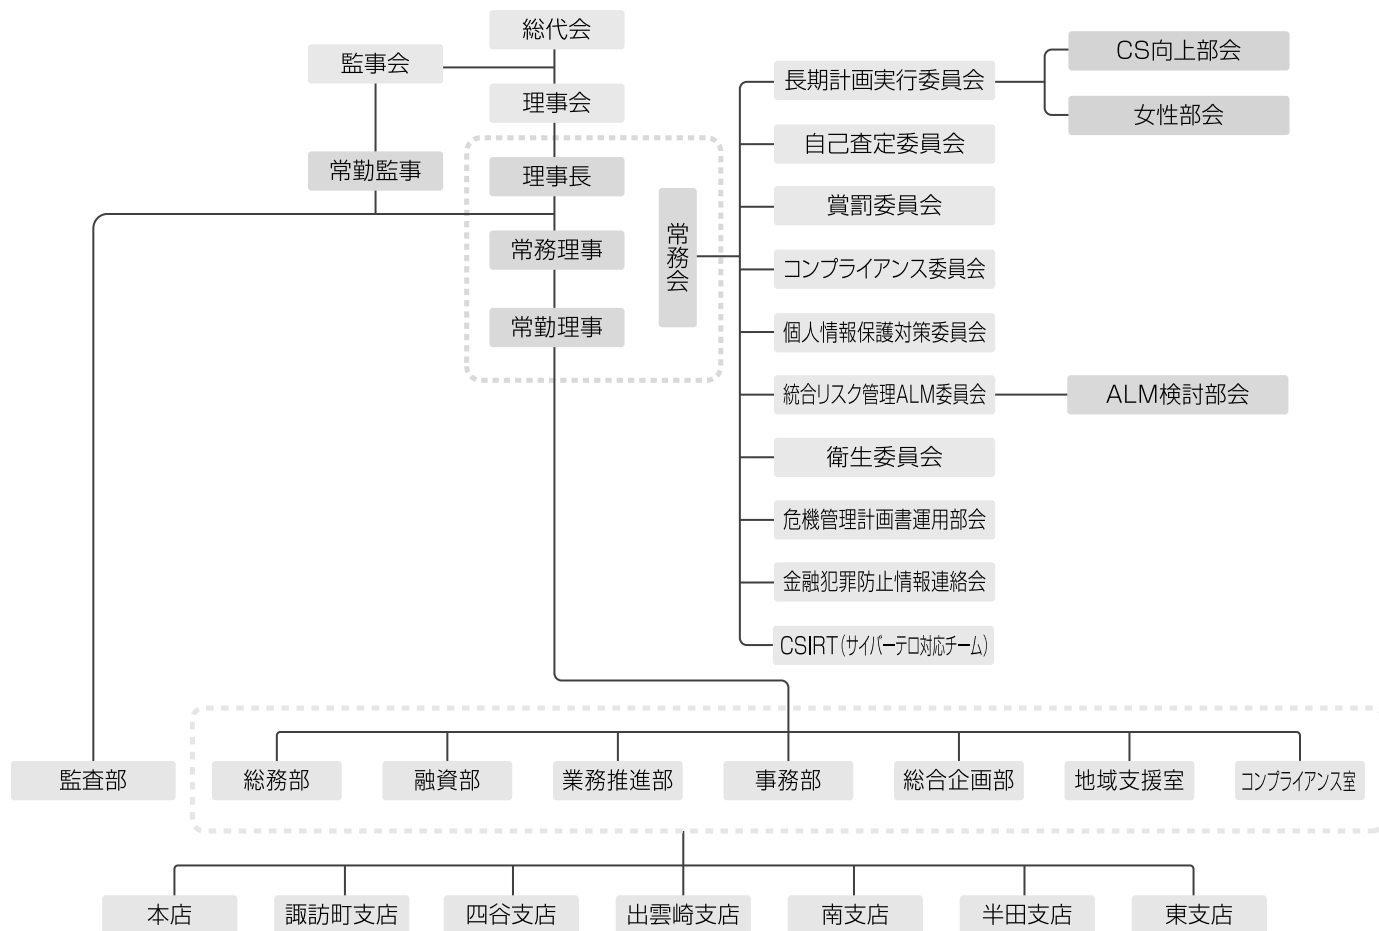 総代会
監事会
理事会
常勤監事
理事長
常務理事
常勤理事
常務会
長期計画実行委員会
CS向上部会
女性部会
自己査定委員会
賞罰委員会
コンプライアンス委員会
個人情報保護対策委員会
統合リスク管理ALM委員会
ALM検討部会
衛生委員会
危機管理計画書運用部会
金融犯罪防止情報連絡会
CSIRT(サイバーテロ対応チーム)
監査部
総務部
融資部
業務推進部
事務部
総合企画部
地域支援室
コンプライアンス室
本店
諏訪町支店
四谷支店
出雲崎支店
南支店
半田支店
東支店